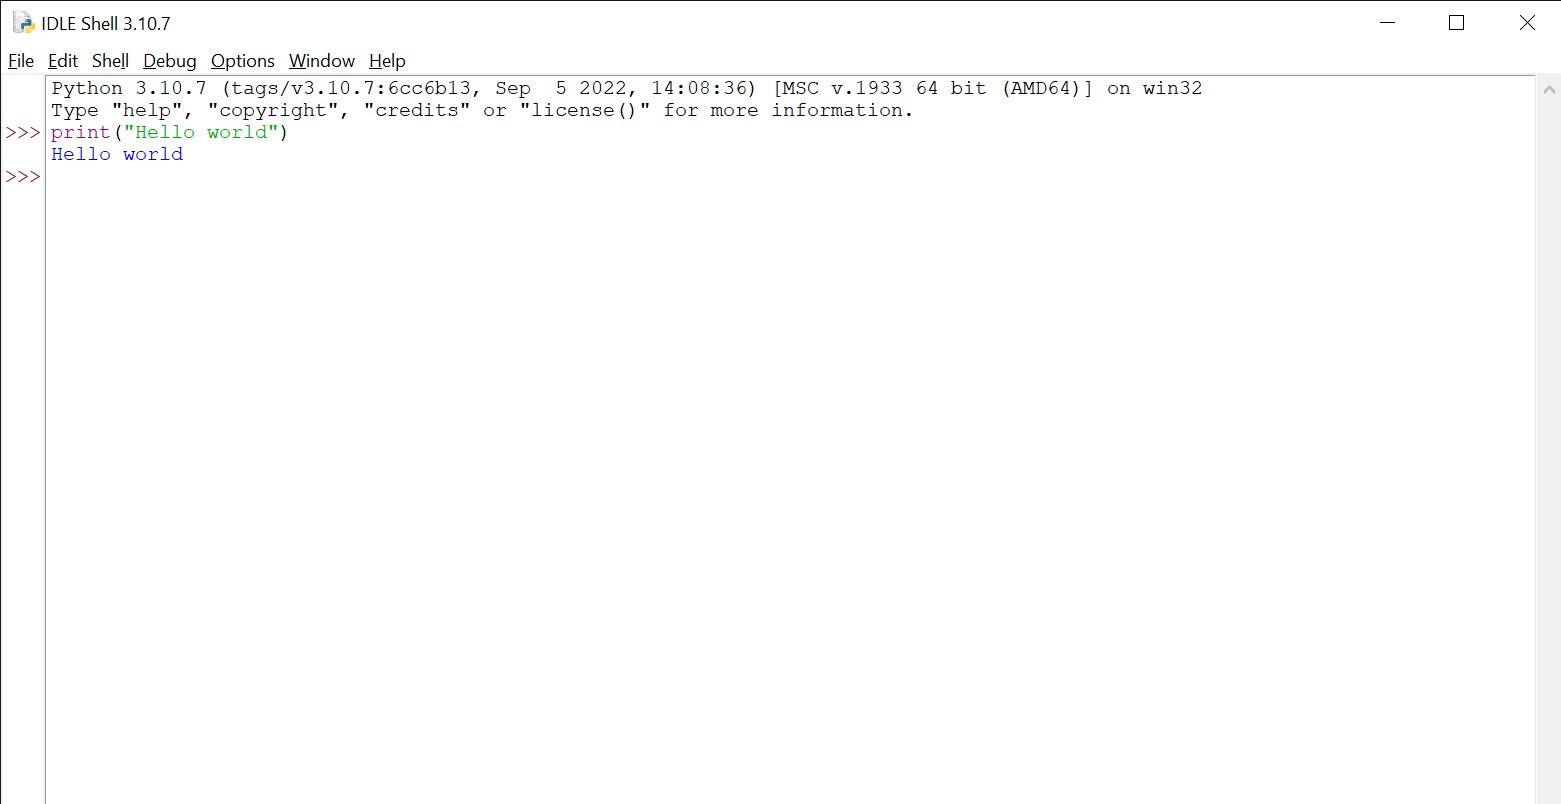 IDLE Shell 3.10.7
File Edit Shell Debug Options Window Help
Python 3.10.7 (tags/v3.10.7:6cc6b13, Sep  5 2022, 14:08:36) [MSC v.1933 64 bit (AMD64)] on win32
Type "help", "copyright", "credits" or "license()" for more information.
>>> print("Hello world")
Hello world
>>>